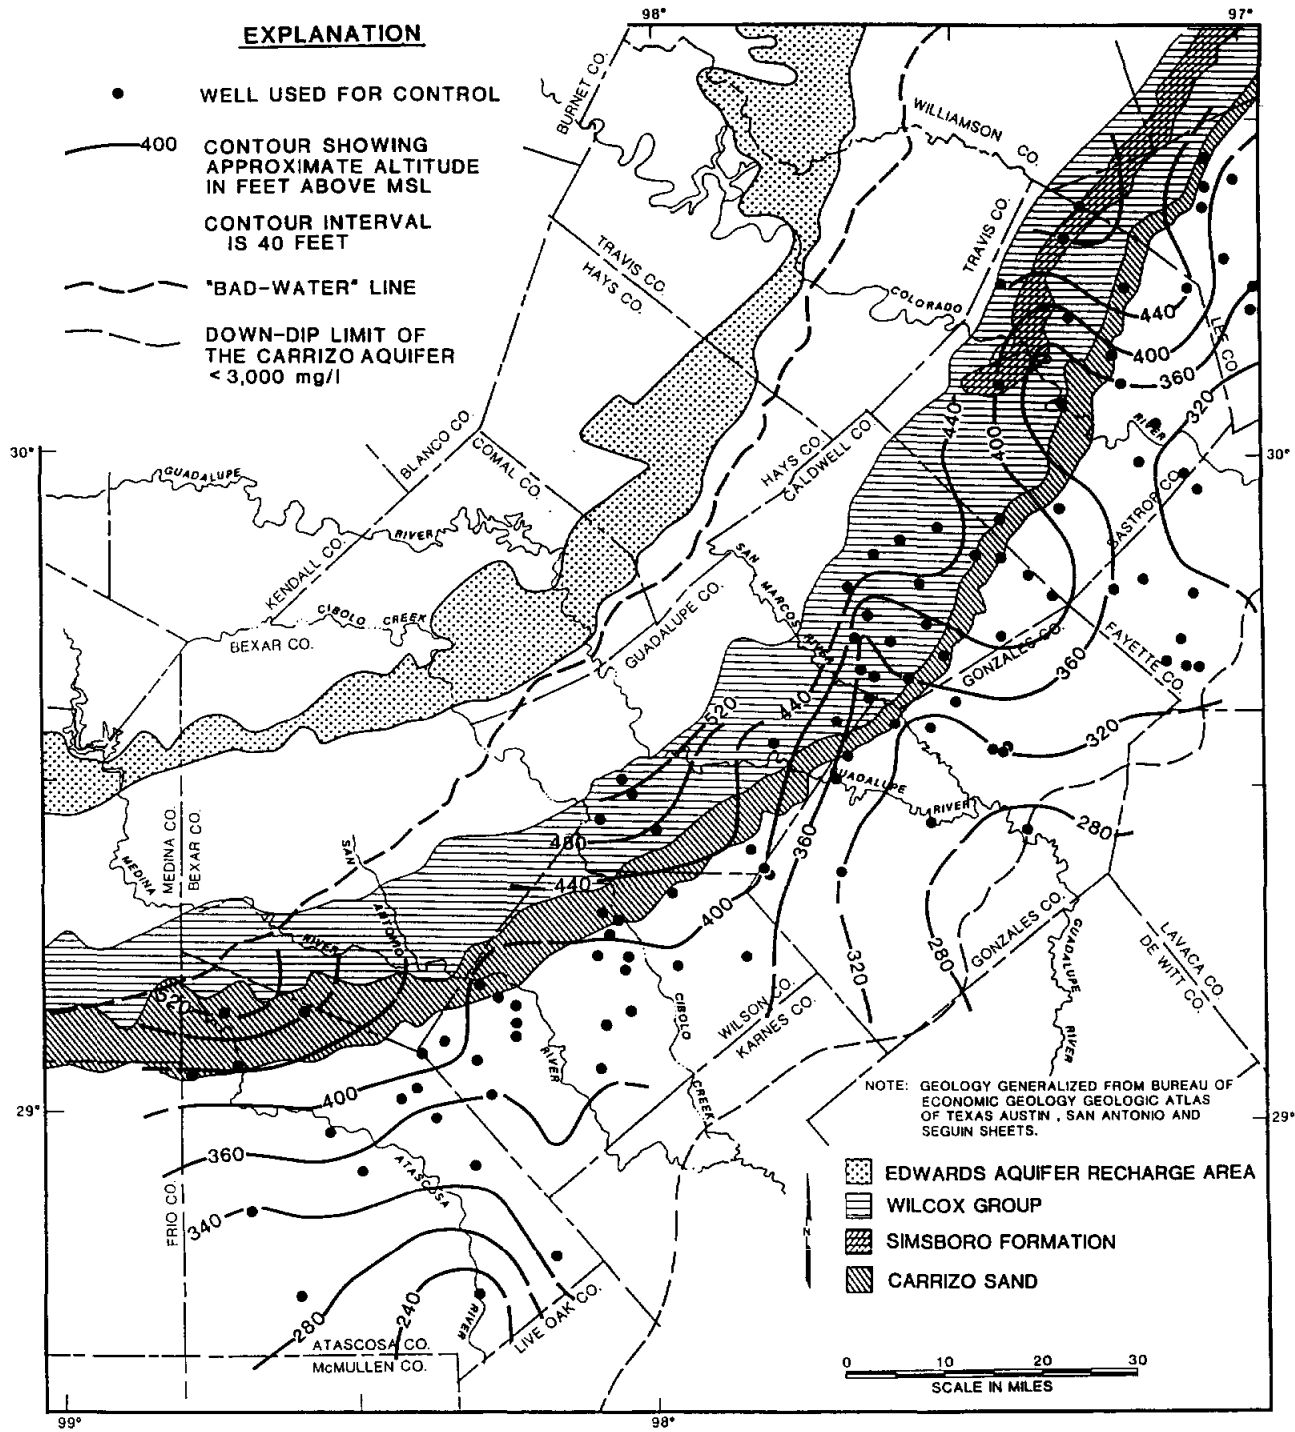 98°
97°
EXPLANATION
WELL USED FOR CONTROL
400 CONTOUR SHOWING
APPROXIMATE ALTITUDE
IN FEET ABOVE MSL
CONTOUR INTERVAL
IS 40 FEET
"BAD-WATER" LINE
DOWN-DIP LIMIT OF
THE CARRIZO AQUIFER
< 3,000 mg/l
BURNET CO.
WILLIAMSON CO.
TRAVIS CO.
HAYS CO.
TRAVIS CO.
COLORADO
LEE CO.
440
400
360
320
RIVER
BLANCO CO.
COMAL CO.
HAYS CO.
CALDWELL CO.
440
400
30°
30°
GUADALUPE
RIVER
KENDALL CO.
CIBOLO CREEK
BEXAR CO.
GUADALUPE CO.
SAN
MARCOS
RIVER
BASTROP CO.
FAYETTE CO.
GONZALES CO.
360
320
520
440
GUADALUPE
RIVER
280
MEDINA CO.
BEXAR CO.
MEDINA
RIVER
SAN
ANTONIO
480
440
400
360
320
280
GONZALES CO.
GUADALUPE
RIVER
LAVACA CO.
DE WITT CO.
520
RIVER
CIBOLO
CREEK
WILSON CO.
KARNES CO.
29°
29°
400
360
340
280
240
FRIO CO.
ATASCOSA
RIVER
ATASCOSA CO.
McMULLEN CO.
LIVE OAK CO.
NOTE: GEOLOGY GENERALIZED FROM BUREAU OF
ECONOMIC GEOLOGY GEOLOGIC ATLAS
OF TEXAS AUSTIN , SAN ANTONIO AND
SEGUIN SHEETS.
N
EDWARDS AQUIFER RECHARGE AREA
WILCOX GROUP
SIMSBORO FORMATION
CARRIZO SAND
0 10 20 30
SCALE IN MILES
99°
98°